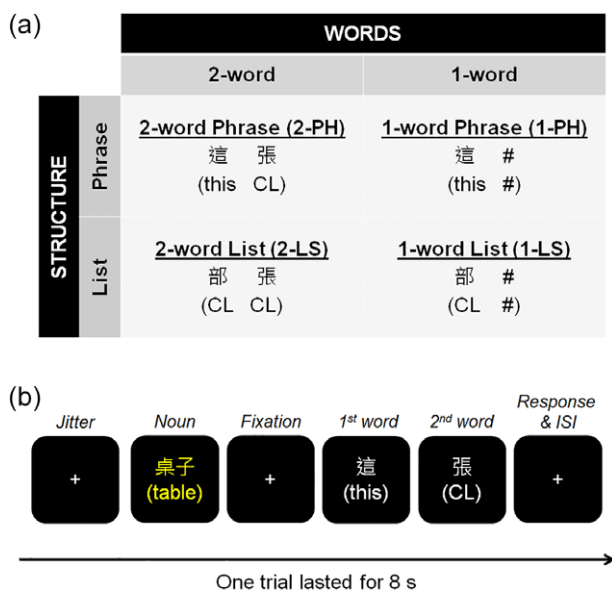 (a)
WORDS
2-word 1-word
STRUCTURE
Phrase
2-word Phrase (2-PH) 1-word Phrase (1-PH)
這 張 這 #
(this CL) (this #)
List
2-word List (2-LS) 1-word List (1-LS)
部 張 部 #
(CL CL) (CL #)
(b)
Jitter Noun Fixation 1st word 2nd word Response & ISI
+ 桌子 + 這 張 +
(table) (this) (CL)
One trial lasted for 8 s